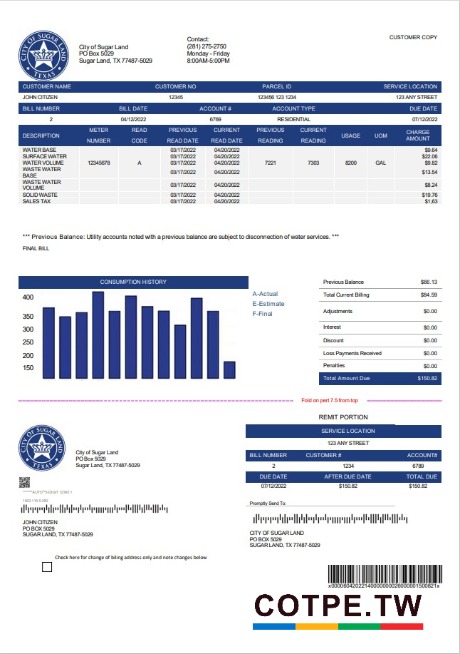 CITY OF SUGAR LAND
TEXAS
City of Sugar Land
PO Box 5029
Sugar Land, TX 77487-5029
Contact:
(281) 275-2750
Monday - Friday
8:00AM-5:00PM
CUSTOMER COPY
CUSTOMER NAME CUSTOMER NO PARCEL ID SERVICE LOCATION
JOHN CITIZEN 12345 123456 123 1234 123 ANY STREET
BILL NUMBER BILL DATE ACCOUNT # ACCOUNT TYPE DUE DATE
2 04/12/2022 6789 RESIDENTIAL 07/12/2022
DESCRIPTION METER NUMBER READ CODE PREVIOUS READ DATE CURRENT READ DATE PREVIOUS READING CURRENT READING USAGE UOM CHARGE AMOUNT
WATER BASE 03/17/2022 04/20/2022 $9.64
SURFACE WATER 03/17/2022 04/20/2022 $22.06
WATER VOLUME 12345678 A 03/17/2022 04/20/2022 7221 7303 8200 GAL $9.82
WASTE WATER BASE 03/17/2022 04/20/2022 $13.54
WASTE WATER VOLUME 03/17/2022 04/20/2022 $8.24
SOLID WASTE 03/17/2022 04/20/2022 $19.76
SALES TAX 03/17/2022 04/20/2022 $1.63
*** Previous Balance: Utility accounts noted with a previous balance are subject to disconnection of water services. ***
FINAL BILL
CONSUMPTION HISTORY
400
350
300
250
200
150
A-Actual
E-Estimate
F-Final
Previous Balance $66.13
Total Current Billing $84.69
Adjustments $0.00
Interest $0.00
Discount $0.00
Loss Payments Received $0.00
Penalties $0.00
Total Amount Due $150.82
Fold on pert 7.5 from top
REMIT PORTION
CITY OF SUGAR LAND
TEXAS
City of Sugar Land
PO Box 5029
Sugar Land, TX 77487-5029
SERVICE LOCATION
123 ANY STREET
BILL NUMBER CUSTOMER # ACCOUNT#
2 1234 6789
DUE DATE AFTER DUE DATE TOTAL DUE
07/12/2022 $150.82 $150.82
Promptly Send To:
JOHN CITIZEN
PO BOX 5029
SUGAR LAND, TX 77487-5029
CITY OF SUGAR LAND
PO BOX 5029
SUGAR LAND, TX 77487-5029
Check here for change of billing address only and note changes below
COTPE.TW